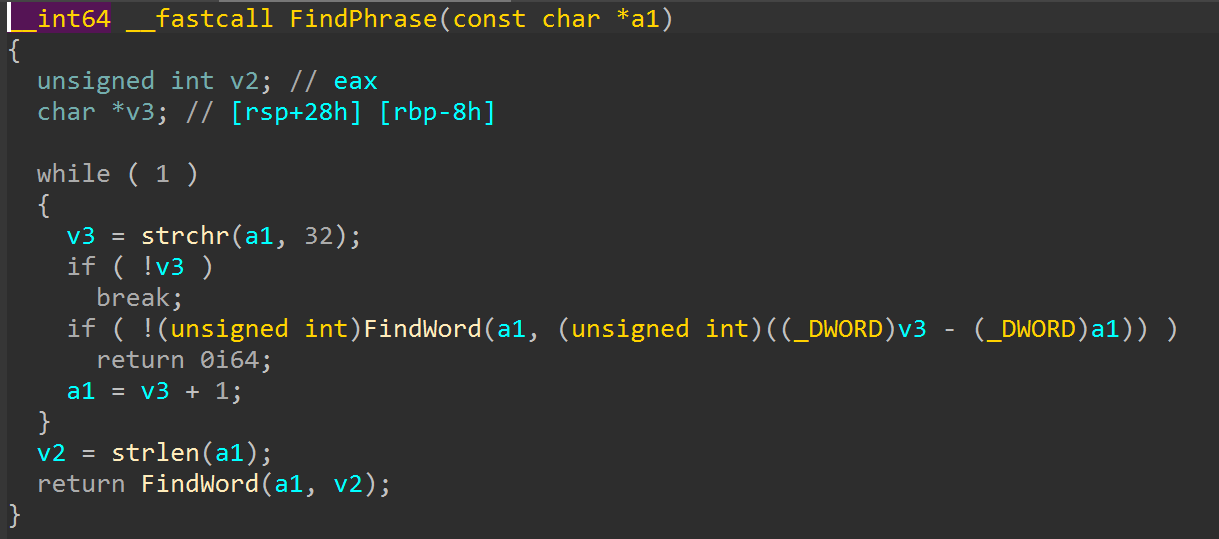 __int64 __fastcall FindPhrase(const char *a1)
{
  unsigned int v2; // eax
  char *v3; // [rsp+28h] [rbp-8h]

  while ( 1 )
  {
    v3 = strchr(a1, 32);
    if ( !v3 )
      break;
    if ( !(unsigned int)FindWord(a1, (unsigned int)((_DWORD)v3 - (_DWORD)a1)) )
      return 0i64;
    a1 = v3 + 1;
  }
  v2 = strlen(a1);
  return FindWord(a1, v2);
}